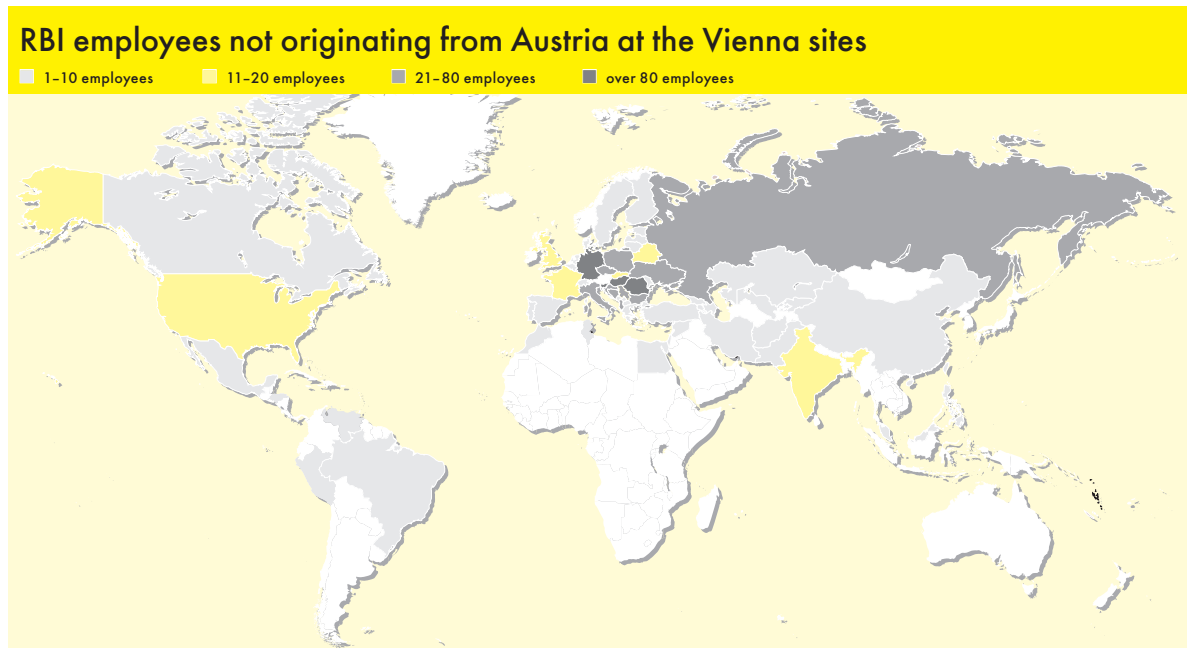 RBI employees not originating from Austria at the Vienna sites
1–10 employees 11–20 employees 21–80 employees over 80 employees